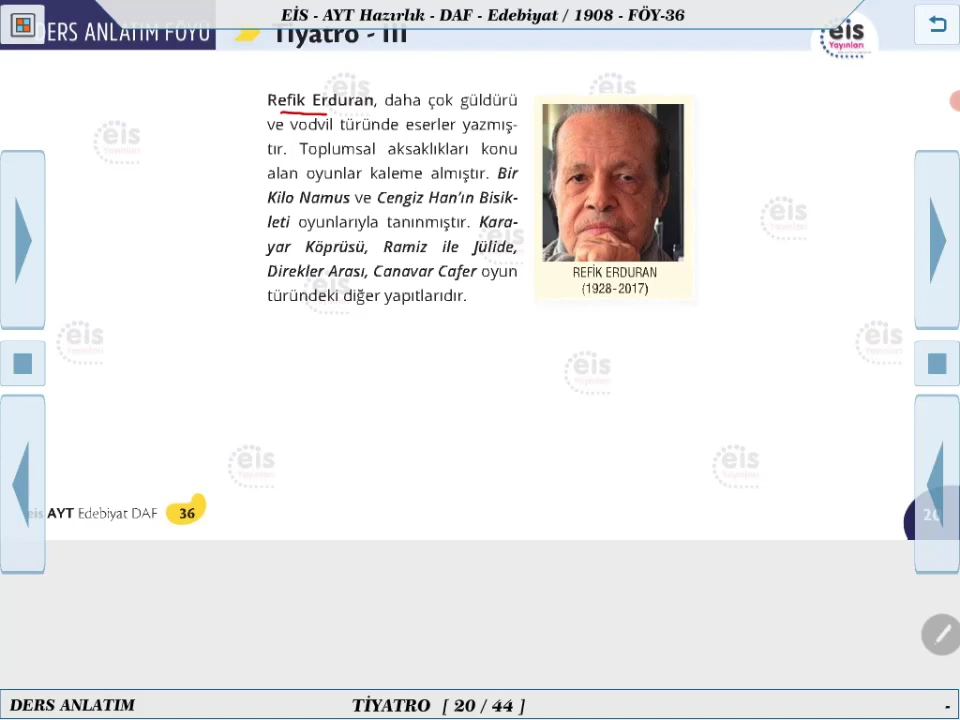 EİS - AYT Hazırlık - DAF - Edebiyat / 1908 - FÖY-36
DERS ANLATIM FÖYÜ
Tiyatro - III
eis
Yayınları
Refik Erduran, daha çok güldürü
ve vodvil türünde eserler yazmış-
tır. Toplumsal aksaklıkları konu
alan oyunlar kaleme almıştır. Bir
Kilo Namus ve Cengiz Han'ın Bisik-
leti oyunlarıyla tanınmıştır. Kara-
yar Köprüsü, Ramiz ile Jülide,
Direkler Arası, Canavar Cafer oyun
türündeki diğer yapıtlarıdır.
REFİK ERDURAN
(1928-2017)
eis AYT Edebiyat DAF 36
20
DERS ANLATIM
TİYATRO [ 20 / 44 ]
-